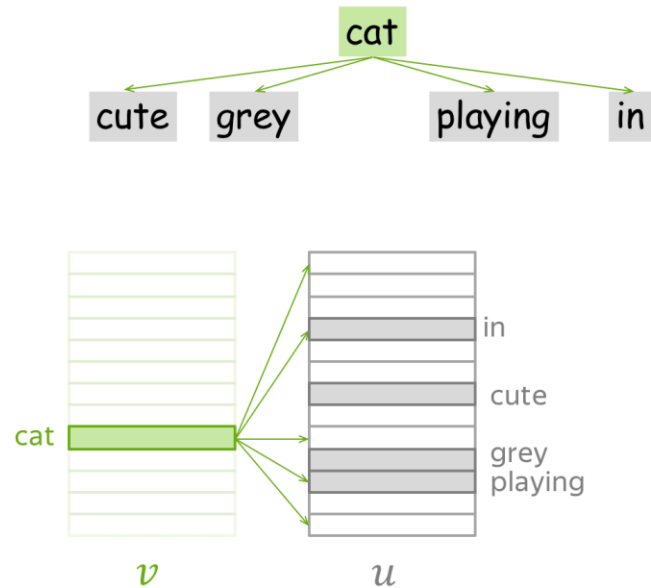 cat
cute grey playing in
in
cute
cat
grey
playing
v u